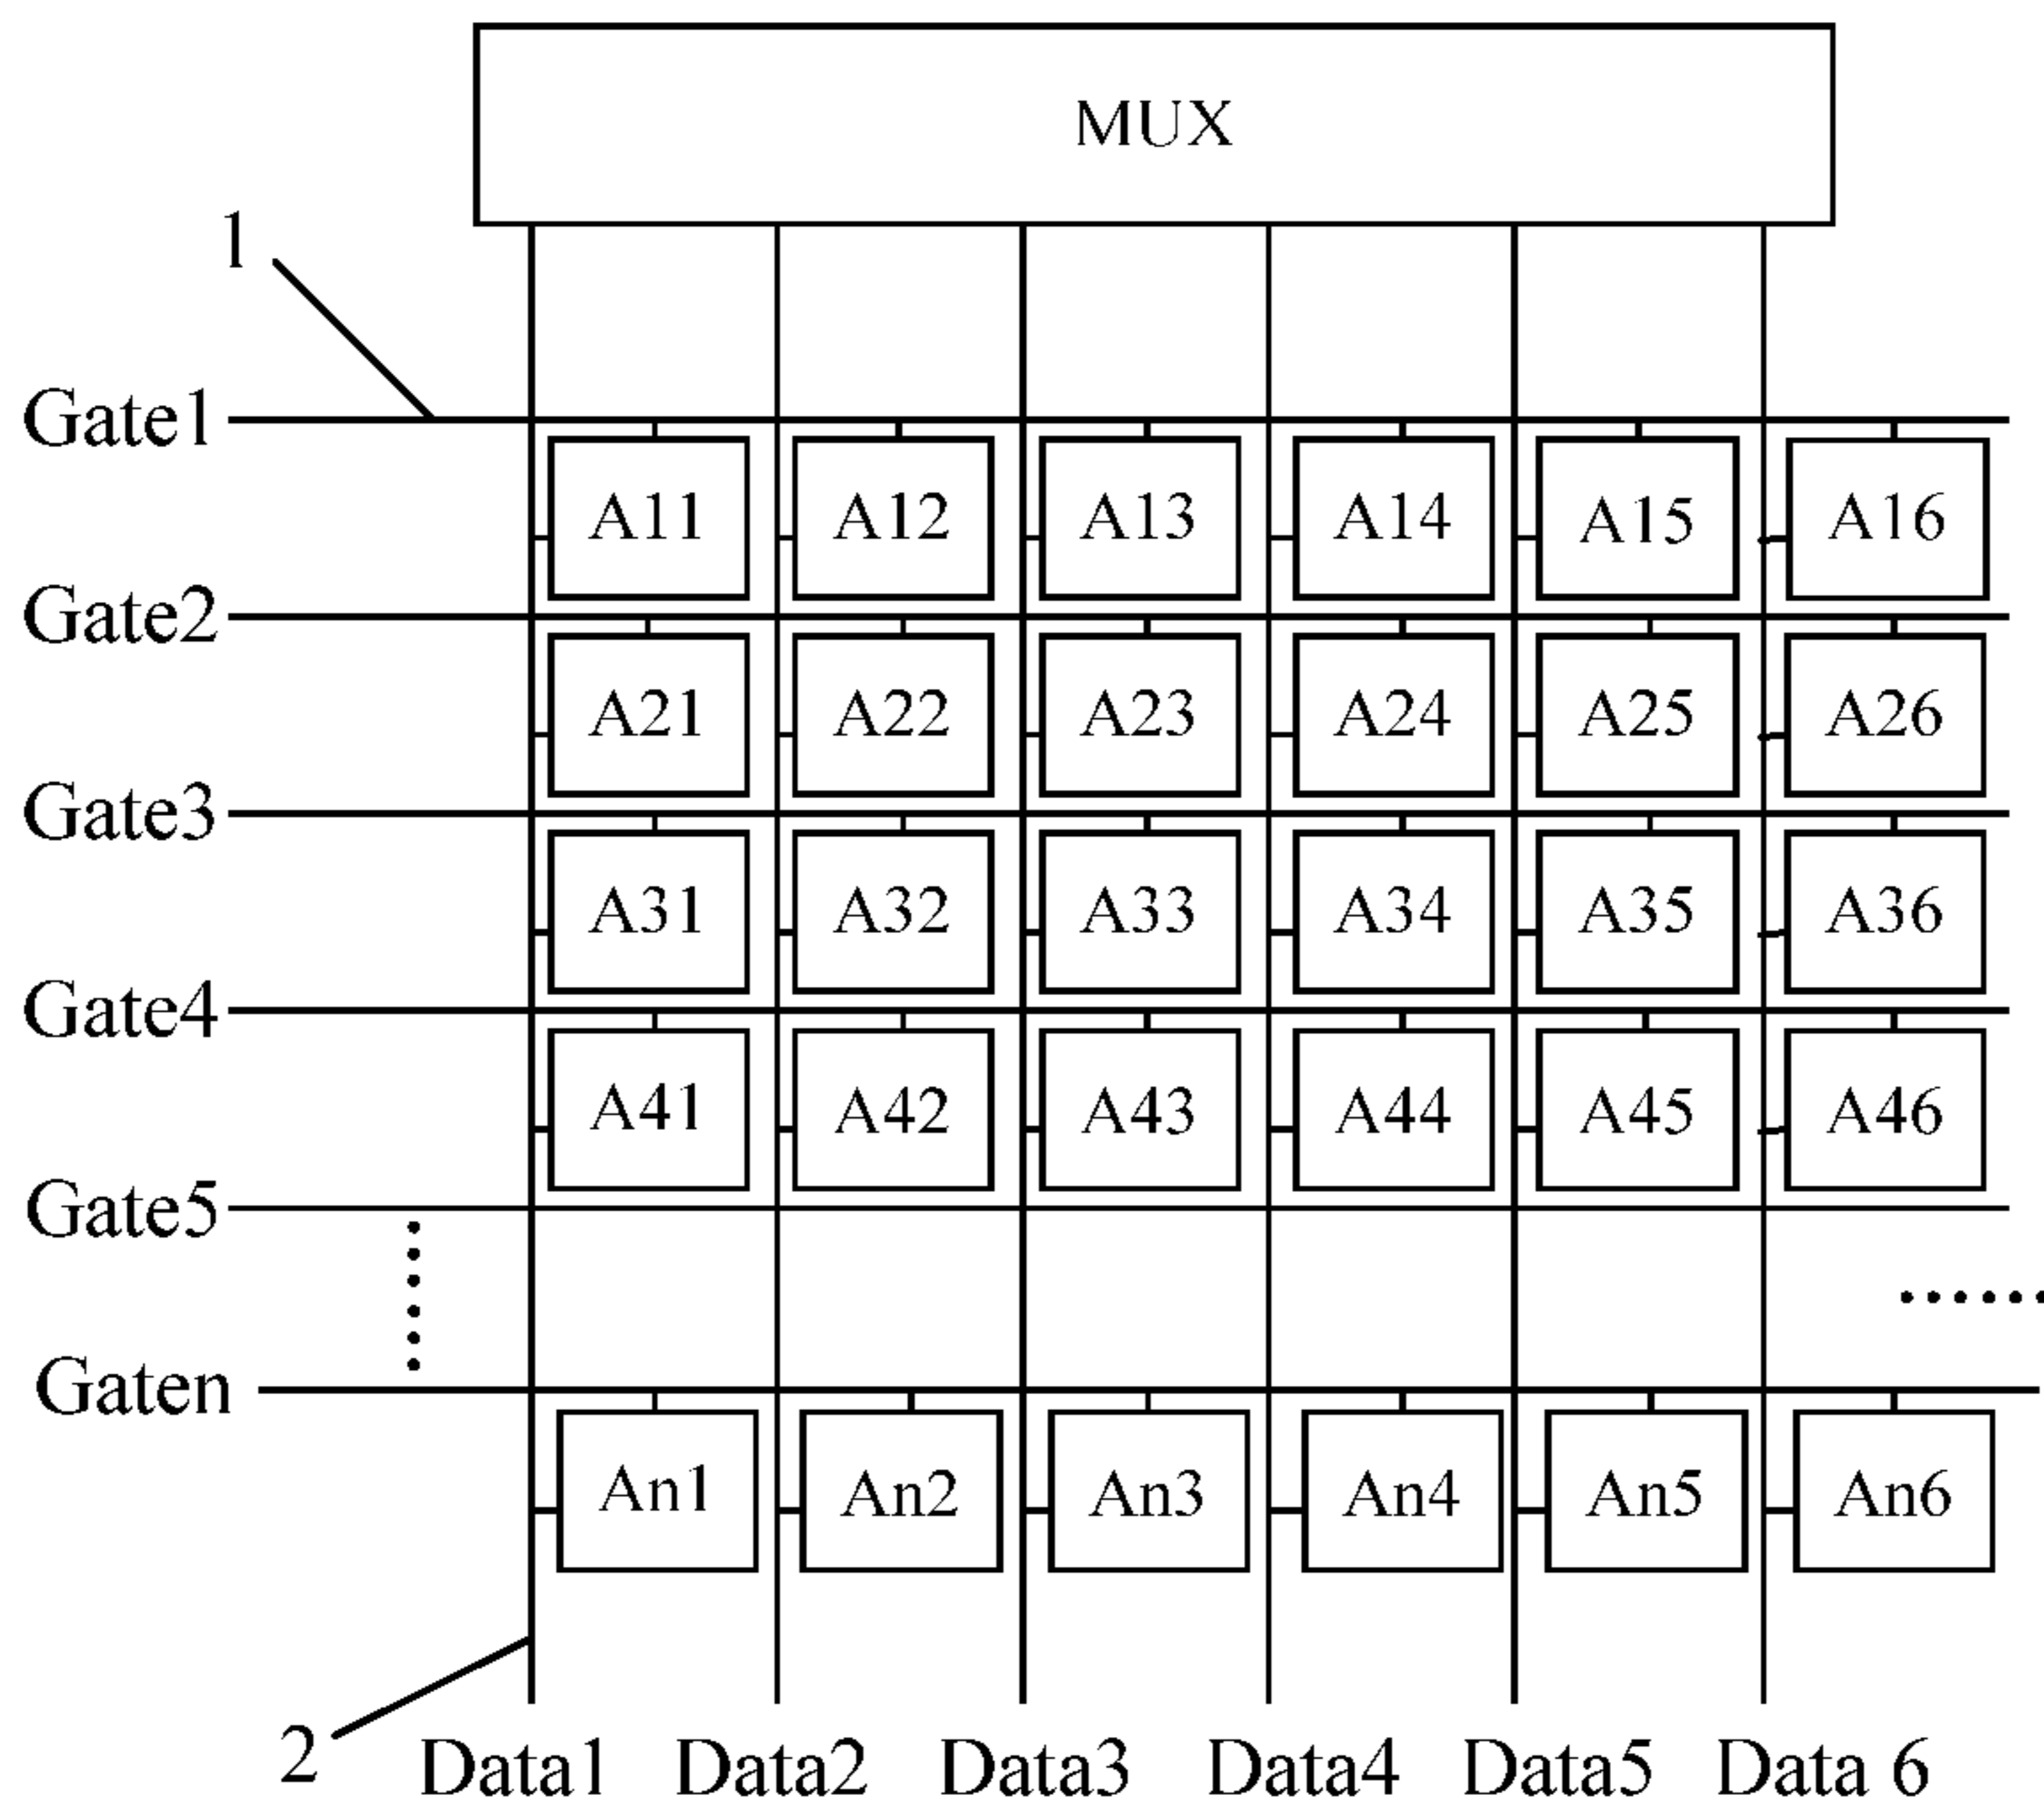 MUX
1
Gate1
A11 A12 A13 A14 A15 A16
Gate2
A21 A22 A23 A24 A25 A26
Gate3
A31 A32 A33 A34 A35 A36
Gate4
A41 A42 A43 A44 A45 A46
Gate5
Gaten
An1 An2 An3 An4 An5 An6
2 Data1 Data2 Data3 Data4 Data5 Data 6